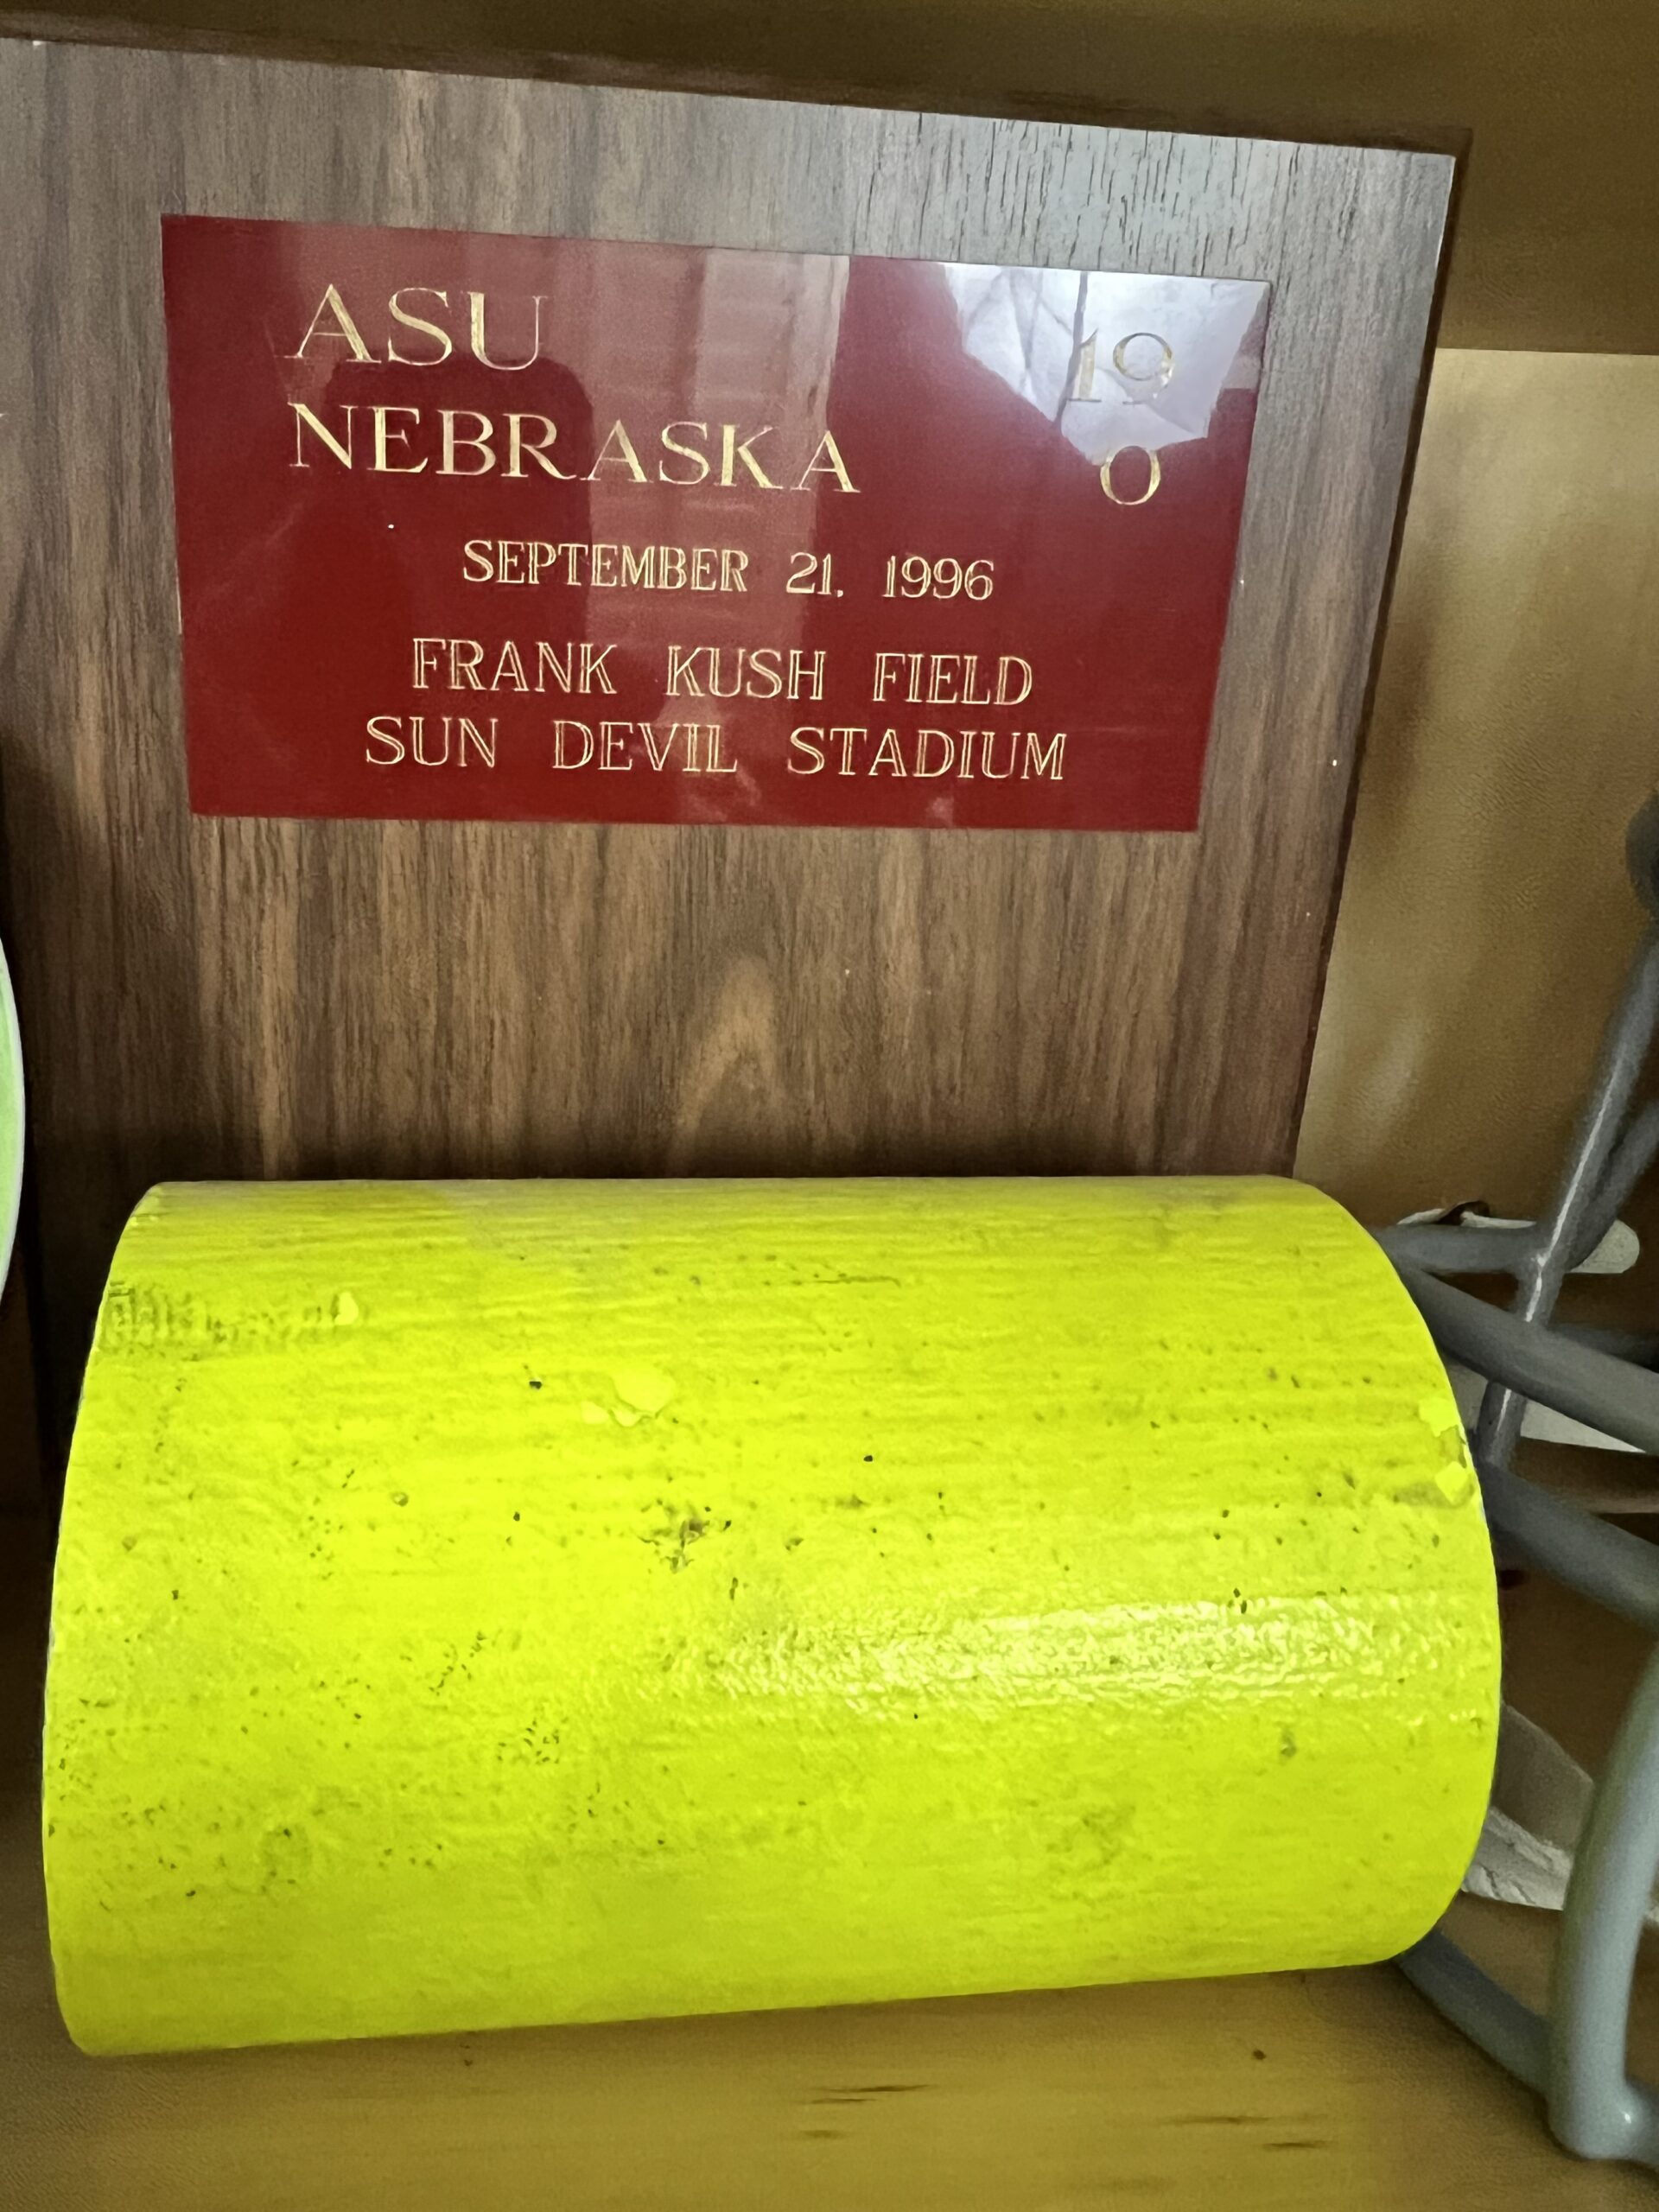 ASU 19
NEBRASKA 0
SEPTEMBER 21, 1996
FRANK KUSH FIELD
SUN DEVIL STADIUM